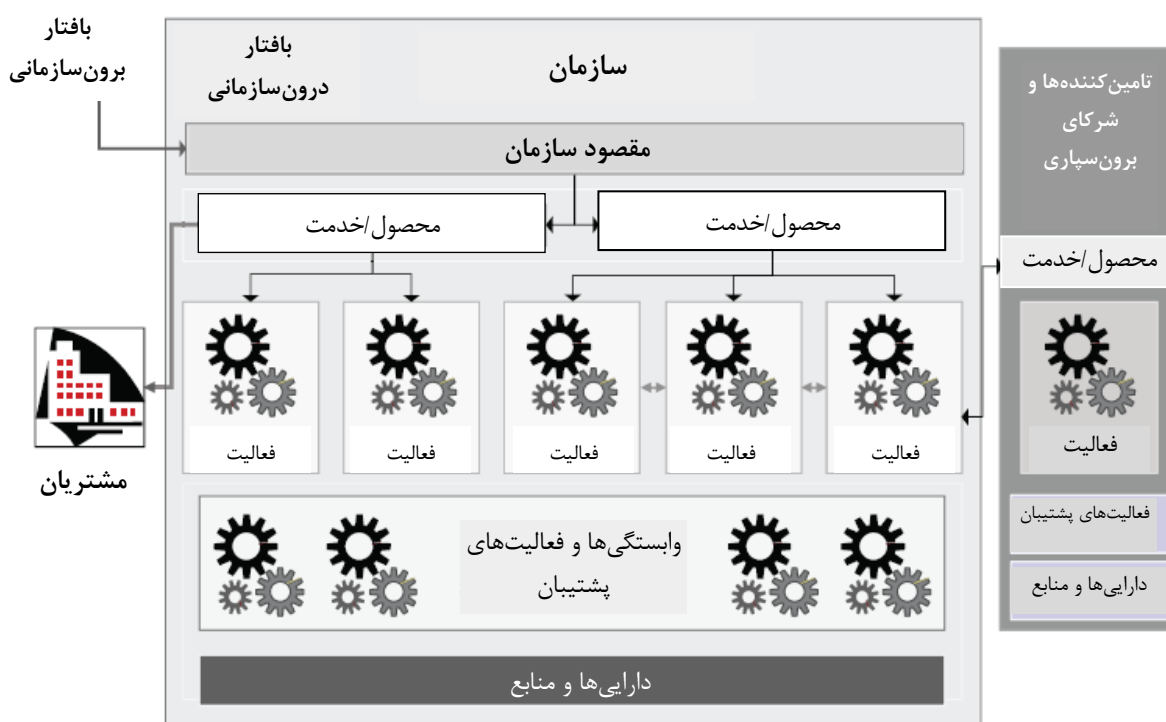 بافتار
برون‌سازمانی
بافتار
درون‌سازمانی
سازمان
تامین‌کننده‌ها و
شرکای
برون‌سپاری
مقصود سازمان
محصول/خدمت
محصول/خدمت
محصول/خدمت
فعالیت
فعالیت
فعالیت
فعالیت
فعالیت
فعالیت
مشتریان
فعالیت‌های پشتیبان
وابستگی‌ها و فعالیت‌های
پشتیبان
دارایی‌ها و منابع
دارایی‌ها و منابع